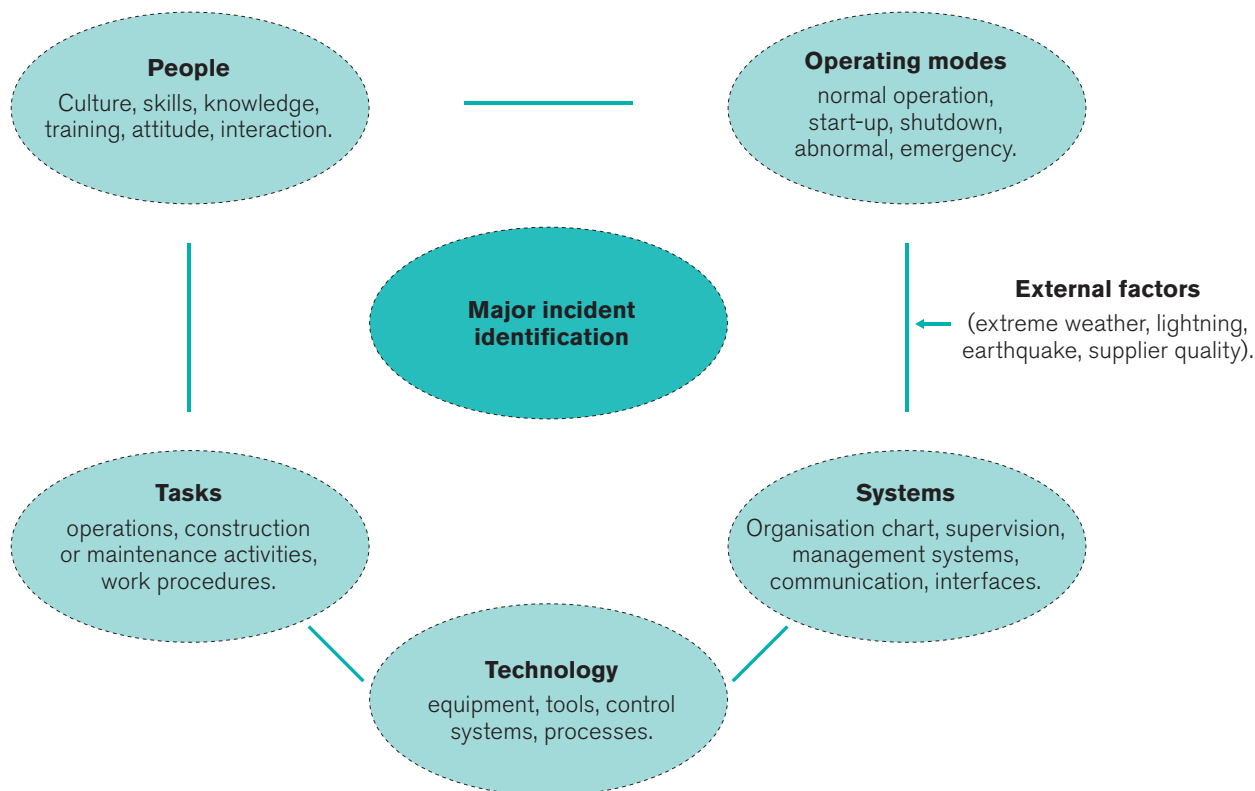 People
Culture, skills, knowledge,
training, attitude, interaction.
Operating modes
normal operation,
start-up, shutdown,
abnormal, emergency.
Major incident
identification
External factors
(extreme weather, lightning,
earthquake, supplier quality).
Tasks
operations, construction
or maintenance activities,
work procedures.
Systems
Organisation chart, supervision,
management systems,
communication, interfaces.
Technology
equipment, tools, control
systems, processes.